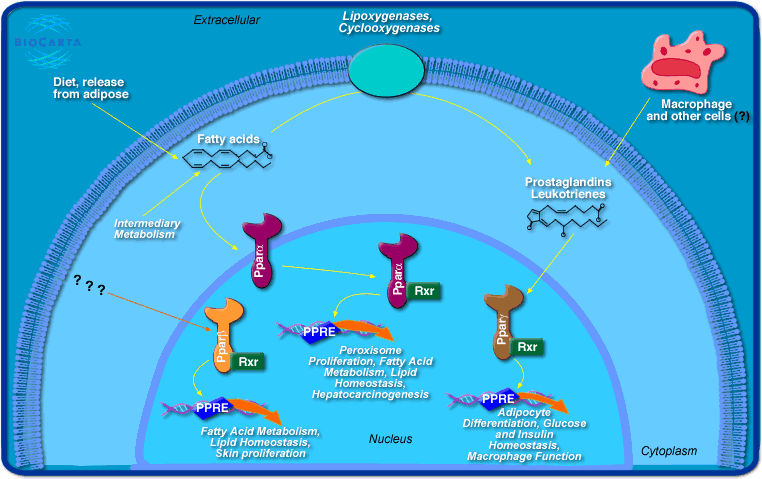 BioCarta
Extracellular
Lipoxygenases,
Cyclooxygenases
Diet, release
from adipose
Macrophage
and other cells (?)
Fatty acids
Prostaglandins
Leukotrienes
Intermediary
Metabolism
Pparα
Pparα
Rxr
? ? ?
Pparβ
Rxr
Pparγ
Rxr
PPRE
Peroxisome
Proliferation, Fatty Acid
Metabolism, Lipid
Homeostasis,
Hepatocarcinogenesis
PPRE
Fatty Acid Metabolism,
Lipid Homeostasis,
Skin proliferation
PPRE
Adipocyte
Differentiation, Glucose
and Insulin
Homeostasis,
Macrophage Function
Nucleus
Cytoplasm